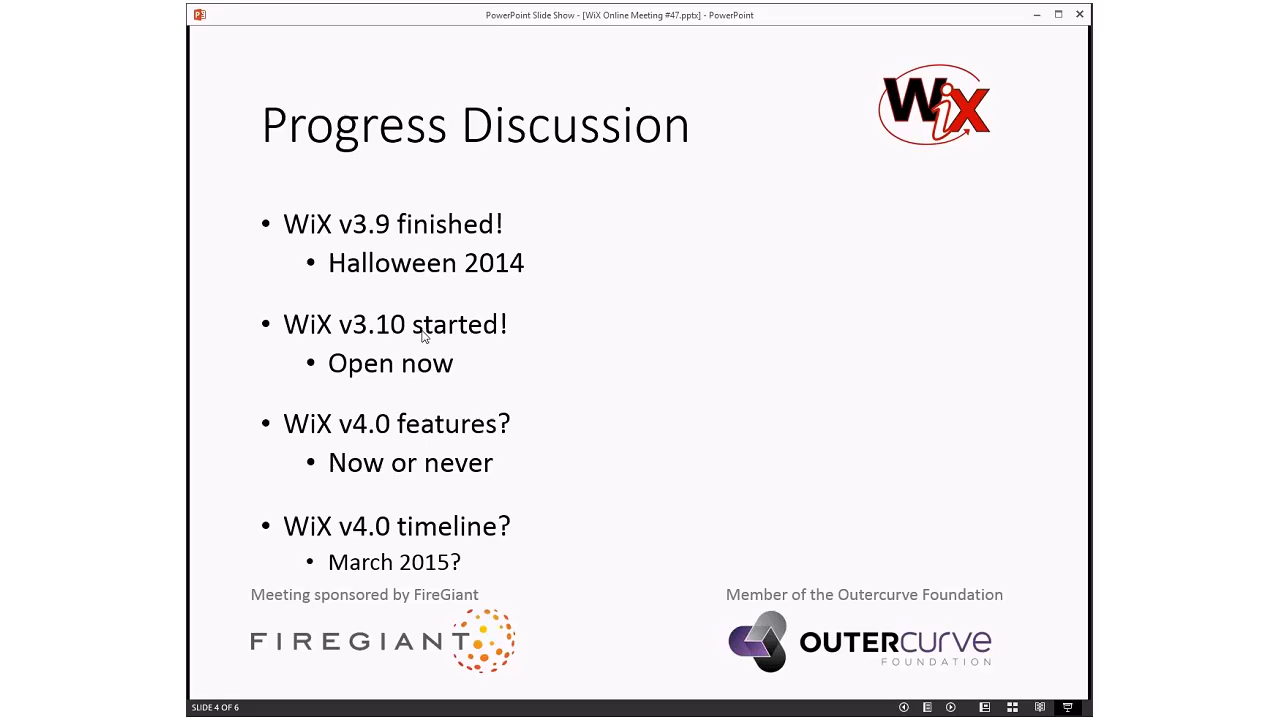 PowerPoint Slide Show - [WiX Online Meeting #47.pptx] - PowerPoint
WiX
Progress Discussion
• WiX v3.9 finished!
• Halloween 2014
• WiX v3.10 started!
• Open now
• WiX v4.0 features?
• Now or never
• WiX v4.0 timeline?
• March 2015?
Meeting sponsored by FireGiant
Member of the Outercurve Foundation
FIREGIANT
OUTERCURVE
FOUNDATION
SLIDE 4 OF 6